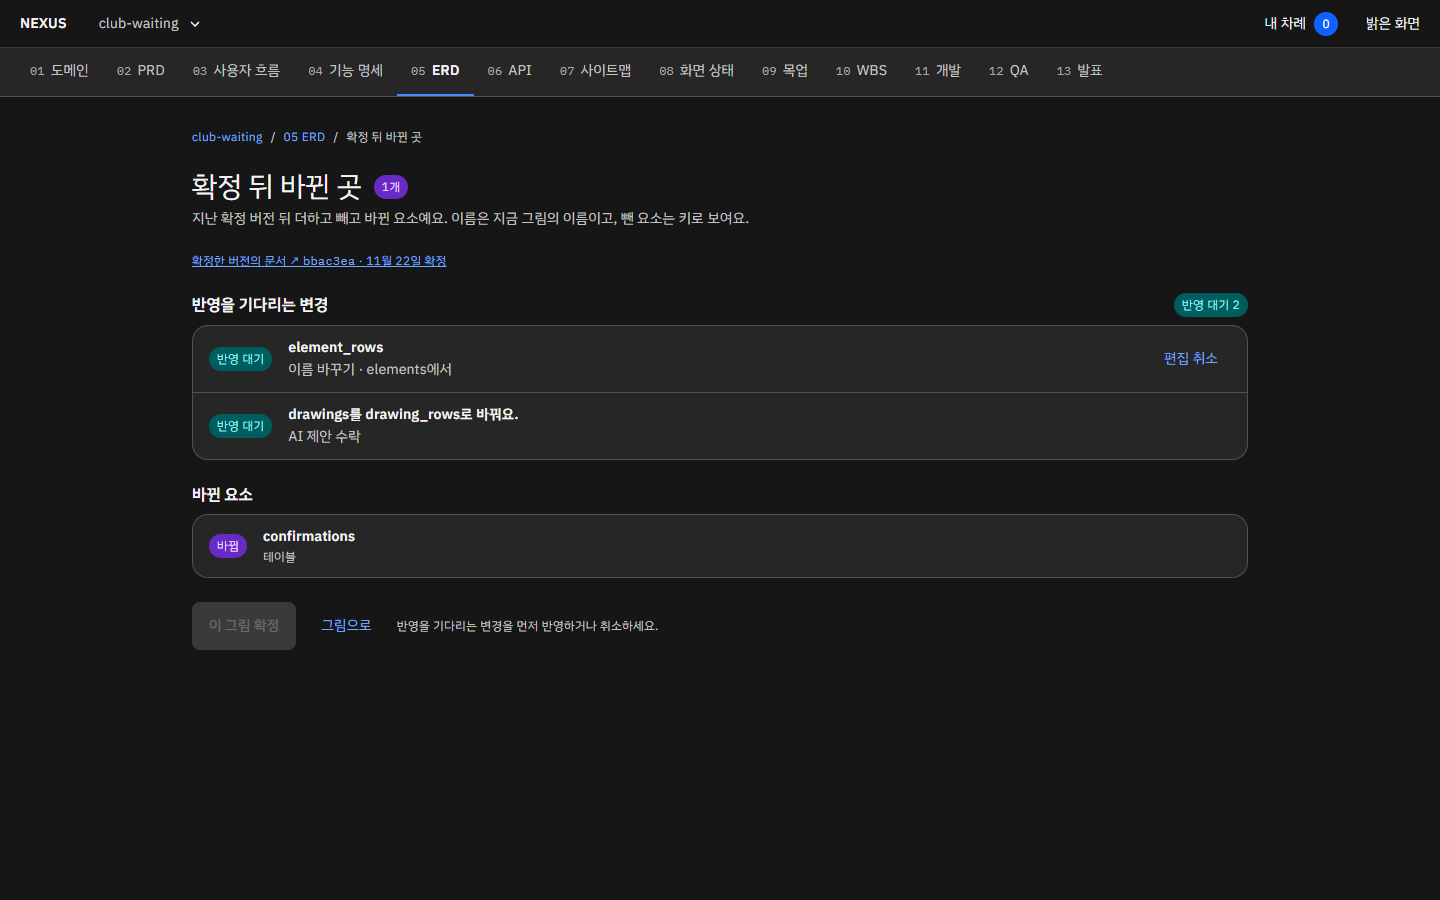 NEXUS club-waiting 내 차례 0 밝은 화면
01 도메인 02 PRD 03 사용자 흐름 04 기능 명세 05 ERD 06 API 07 사이트맵 08 화면 상태 09 목업 10 WBS 11 개발 12 QA 13 발표
club-waiting / 05 ERD / 확정 뒤 바뀐 곳
확정 뒤 바뀐 곳 1개
지난 확정 버전 뒤 더하고 빼고 바뀐 요소예요. 이름은 지금 그림의 이름이고, 뺀 요소는 키로 보여요.
확정한 버전의 문서 ↗ bbac3ea · 11월 22일 확정
반영을 기다리는 변경 반영 대기 2
반영 대기 element_rows 편집 취소
이름 바꾸기 · elements에서
반영 대기 drawings를 drawing_rows로 바꿔요.
AI 제안 수락
바뀐 요소
바뀜 confirmations
테이블
이 그림 확정 그림으로 반영을 기다리는 변경을 먼저 반영하거나 취소하세요.